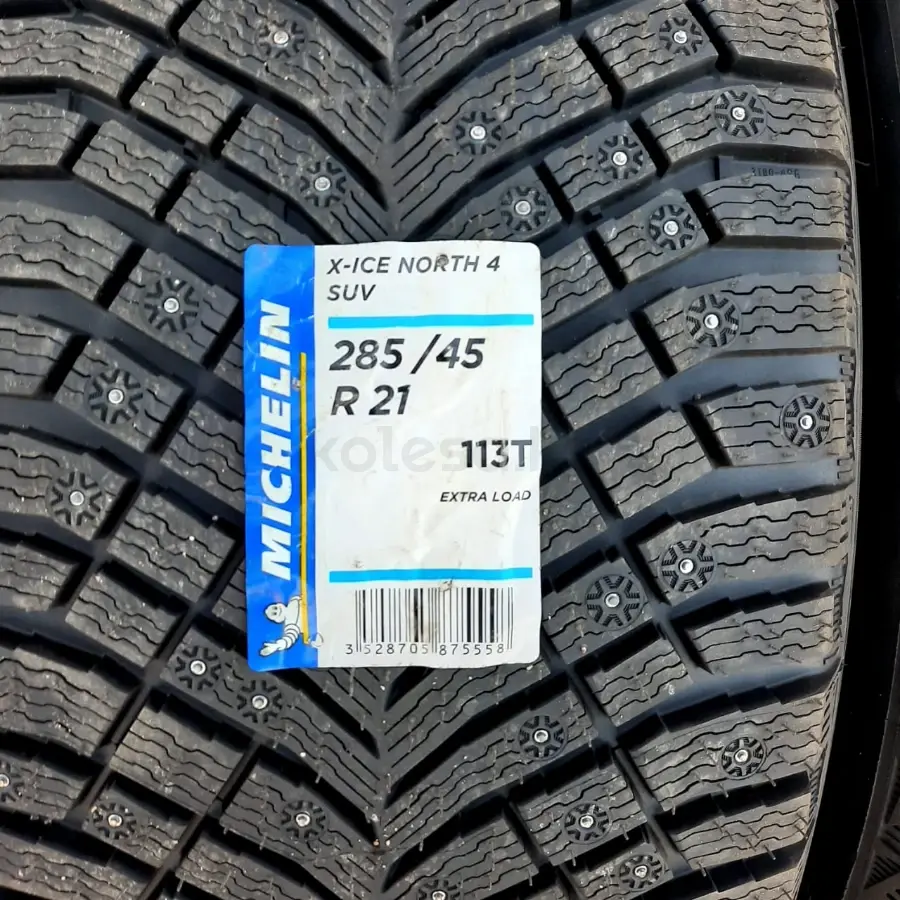 X-ICE NORTH 4
SUV
285 /45
R 21
113T
EXTRA LOAD
MICHELIN
3 528705 875558